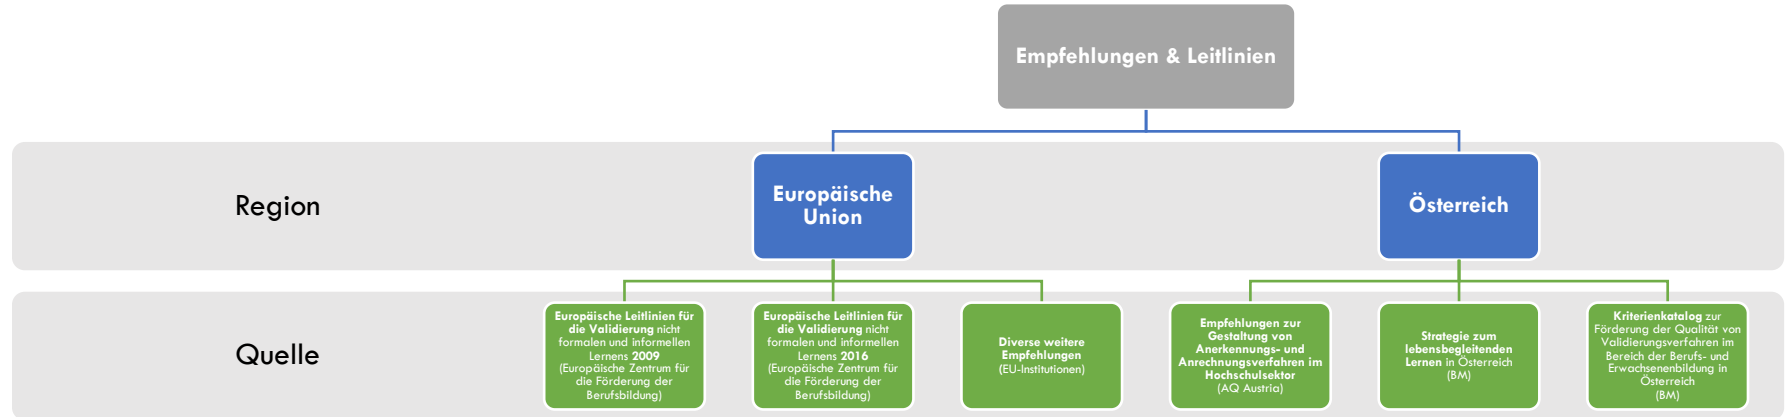 Empfehlungen & Leitlinien
Region
Europäische
Union
Österreich
Quelle
Europäische Leitlinien für
die Validierung nicht
formalen und informellen
Lernens 2009
(Europäische Zentrum für
die Förderung der
Berufsbildung)
Europäische Leitlinien für
die Validierung nicht
formalen und informellen
Lernens 2016
(Europäische Zentrum für
die Förderung der
Berufsbildung)
Diverse weitere
Empfehlungen
(EU-Institutionen)
Empfehlungen zur
Gestaltung von
Anerkennungs- und
Anrechnungsverfahren im
Hochschulsektor
(AQ Austria)
Strategie zum
lebensbegleitenden
Lernen in Österreich
(BM)
Kriterienkatalog zur
Förderung der Qualität von
Validierungsverfahren im
Bereich der Berufs- und
Erwachsenenbildung in
Österreich
(BM)